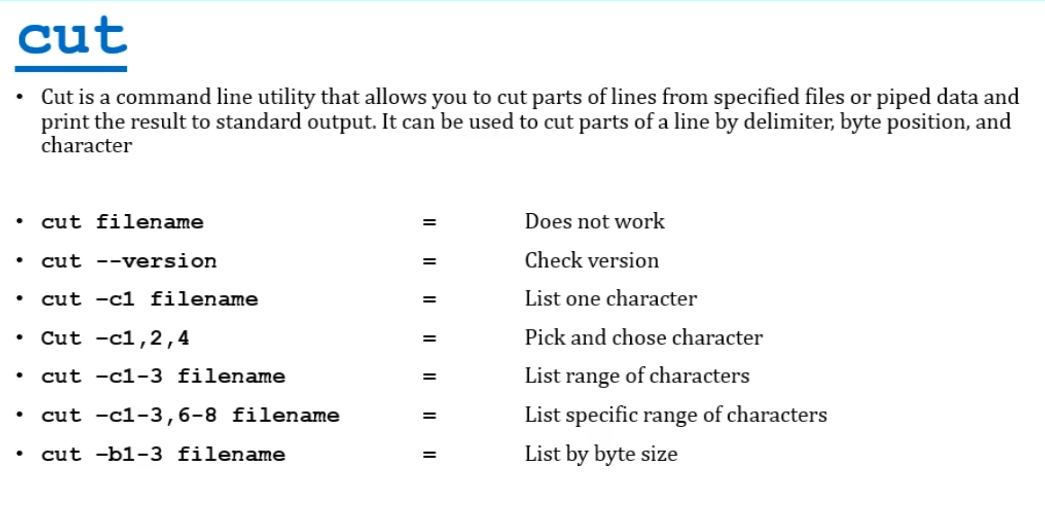 cut
• Cut is a command line utility that allows you to cut parts of lines from specified files or piped data and
print the result to standard output. It can be used to cut parts of a line by delimiter, byte position, and
character
• cut filename = Does not work
• cut --version = Check version
• cut –c1 filename = List one character
• Cut –c1,2,4 = Pick and chose character
• cut –c1-3 filename = List range of characters
• cut –c1-3,6-8 filename = List specific range of characters
• cut –b1-3 filename = List by byte size